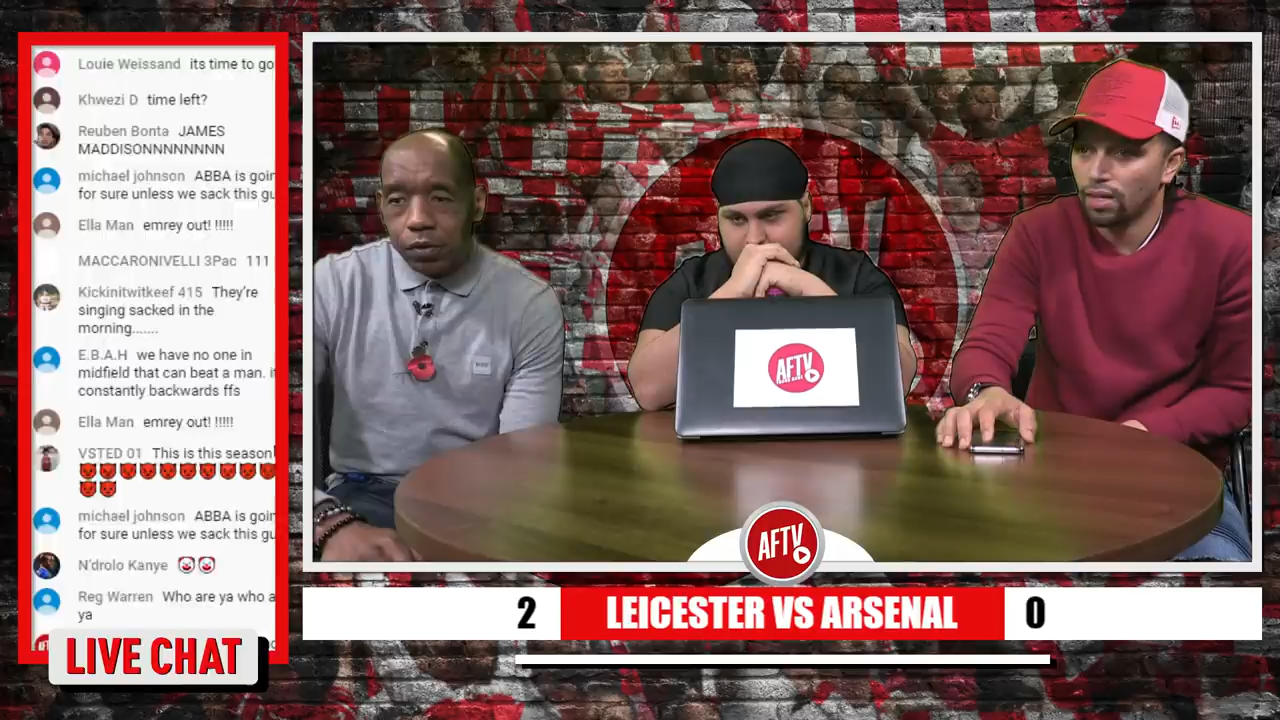 Louie Weissand its time to go
Khwezi D time left?
Reuben Bonta JAMES
MADDISONNNNNNNN
michael johnson ABBA is goin
for sure unless we sack this gu
Ella Man emrey out! !!!!!
MACCARONIVELLI 3Pac 111
Kickinitwitkeef 415 They're
singing sacked in the
morning.......
E.B.A.H we have no one in
midfield that can beat a man. it
constantly backwards ffs
Ella Man emrey out! !!!!!
VSTED 01 This is this season!
michael johnson ABBA is goin
for sure unless we sack this gu
N'drolo Kanye
Reg Warren Who are ya who a
ya
LIVE CHAT
AFTV
AFTV
2 LEICESTER VS ARSENAL 0